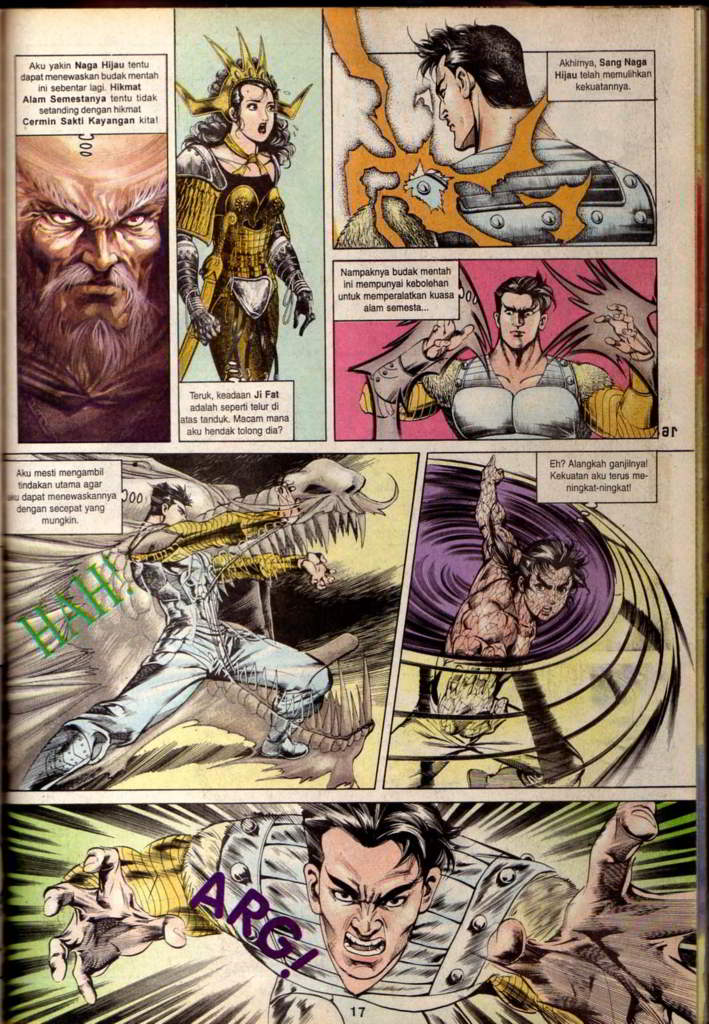 Aku yakin Naga Hijau tentu
dapat menewaskan budak mentah
ini sebentar lagi. Hikmat
Alam Semestanya tentu tidak
setanding dengan hikmat
Cermin Sakti Kayangan kita!
Teruk, keadaan Ji Fat
adalah seperti telur di
atas tanduk. Macam mana
aku hendak tolong dia?
Akhirnya, Sang Naga
Hijau telah memulihkan
kekuatannya.
Nampaknya budak mentah
ini mempunyai kebolehan
untuk memperalatkan kuasa
alam semesta...
Aku mesti mengambil
tindakan utama agar
aku dapat menewaskannya
dengan secepat yang
mungkin.
HAH!
Eh? Alangkah ganjilnya!
Kekuatan aku terus me-
ningkat-ningkat!
ARG!
17